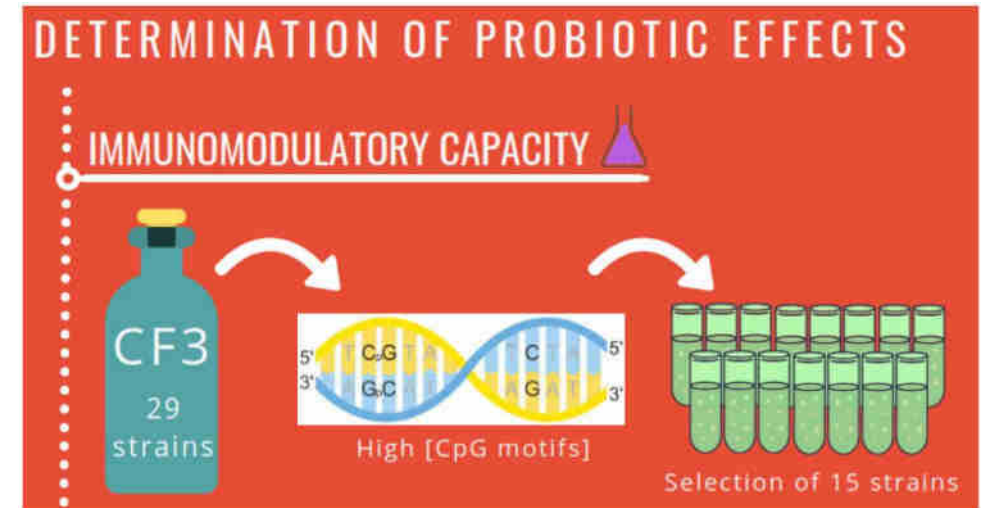 DETERMINATION OF PROBIOTIC EFFECTS
IMMUNOMODULATORY CAPACITY
CF3
29
strains
5' T CpG T A T C T A 5'
3' A GpC A T A G A T 3'
High [CpG motifs]
Selection of 15 strains